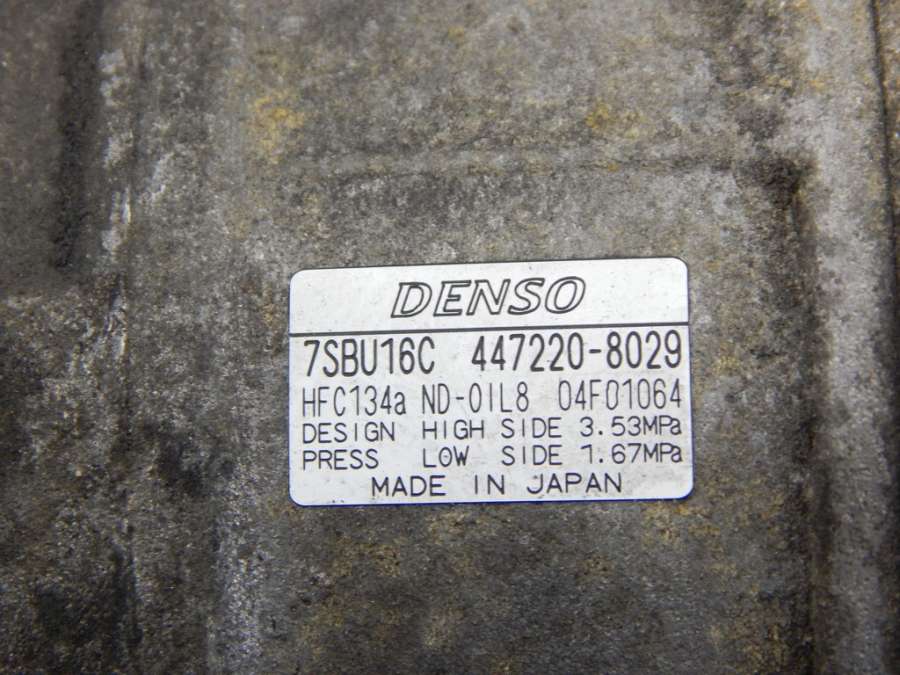 DENSO
7SBU16C 447220-8029
HFC134a ND-OIL8 04F01064
DESIGN HIGH SIDE 3.53MPa
PRESS LOW SIDE 1.67MPa
MADE IN JAPAN